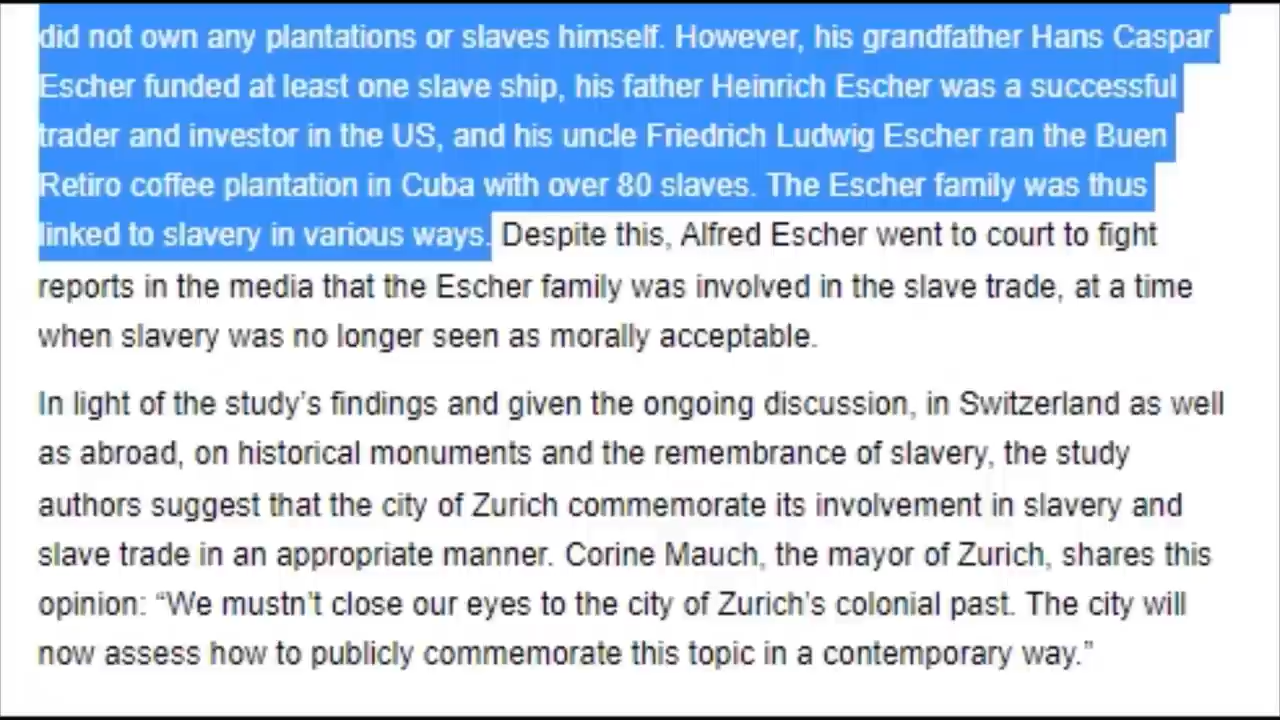 did not own any plantations or slaves himself. However, his grandfather Hans Caspar
Escher funded at least one slave ship, his father Heinrich Escher was a successful
trader and investor in the US, and his uncle Friedrich Ludwig Escher ran the Buen
Retiro coffee plantation in Cuba with over 80 slaves. The Escher family was thus
linked to slavery in various ways. Despite this, Alfred Escher went to court to fight
reports in the media that the Escher family was involved in the slave trade, at a time
when slavery was no longer seen as morally acceptable.
In light of the study’s findings and given the ongoing discussion, in Switzerland as well
as abroad, on historical monuments and the remembrance of slavery, the study
authors suggest that the city of Zurich commemorate its involvement in slavery and
slave trade in an appropriate manner. Corine Mauch, the mayor of Zurich, shares this
opinion: “We mustn’t close our eyes to the city of Zurich’s colonial past. The city will
now assess how to publicly commemorate this topic in a contemporary way.”